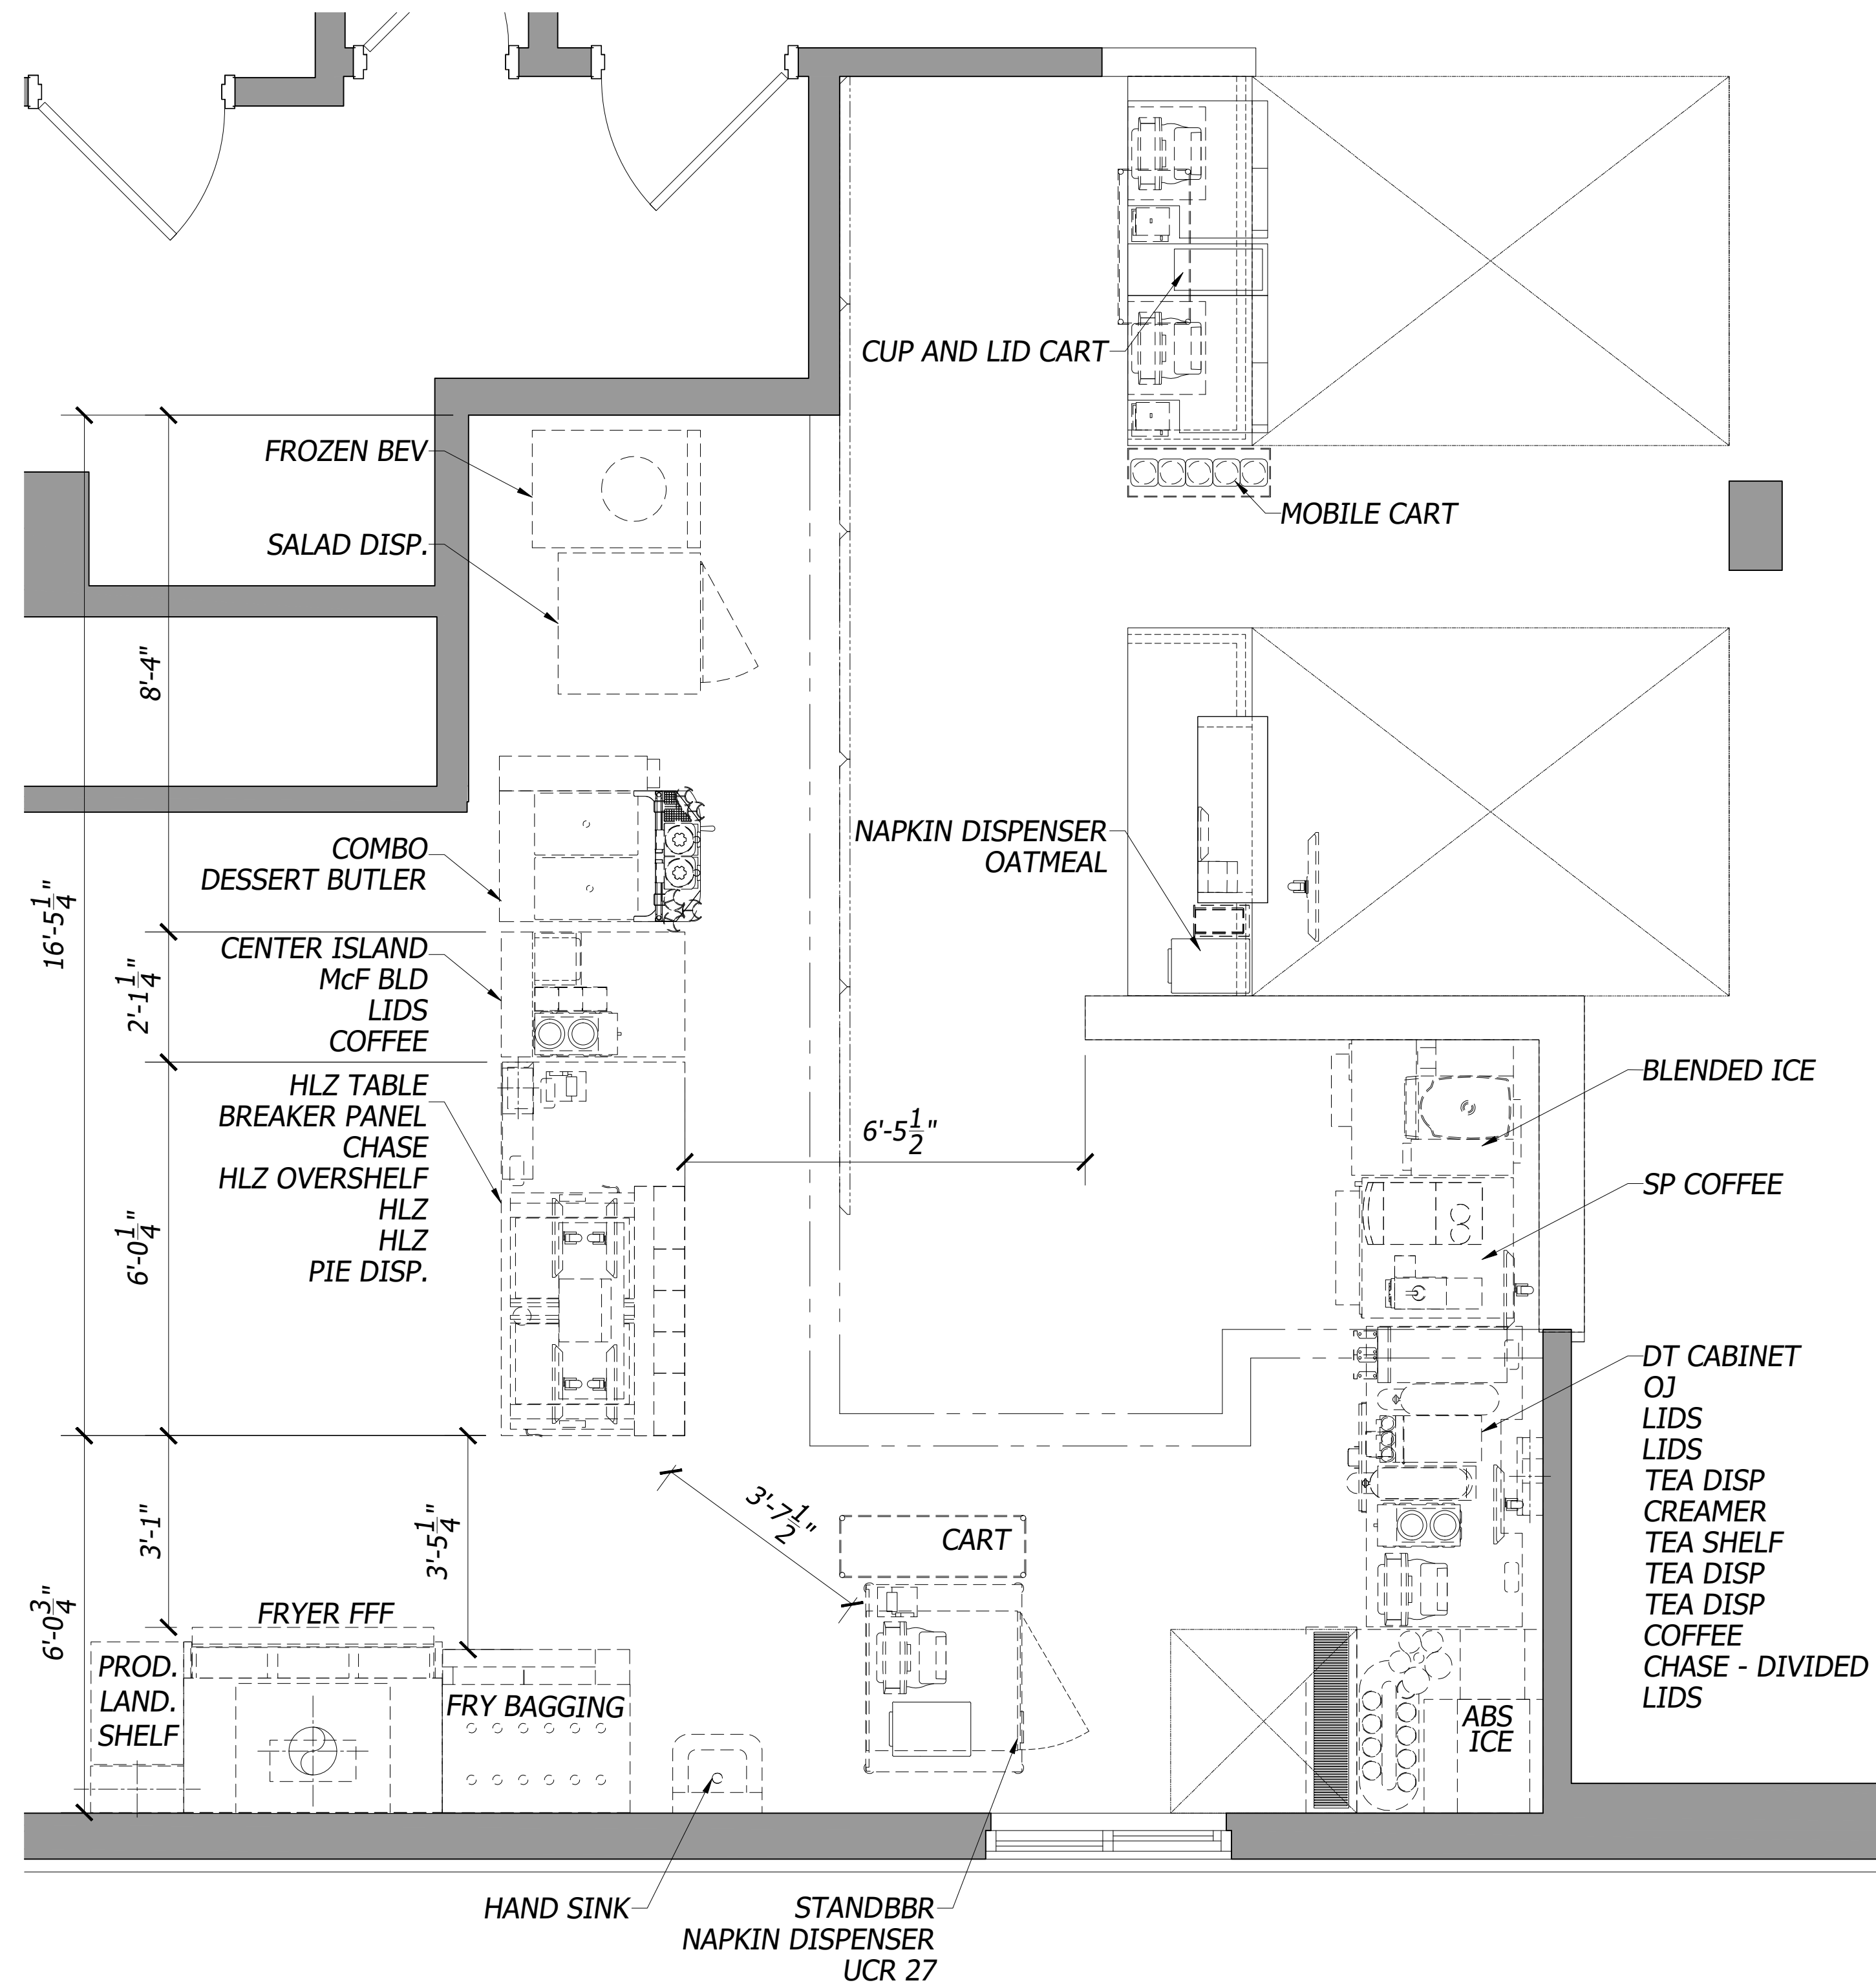 CUP AND LID CART
FROZEN BEV
MOBILE CART
SALAD DISP.
8'-4"
NAPKIN DISPENSER
OATMEAL
COMBO
DESSERT BUTLER
16'-5 1/4"
CENTER ISLAND
McF BLD
LIDS
COFFEE
2'-1 1/4"
HLZ TABLE
BREAKER PANEL
CHASE
HLZ OVERSHELF
HLZ
HLZ
PIE DISP.
6'-0 1/4"
6'-5 1/2"
BLENDED ICE
SP COFFEE
DT CABINET
OJ
LIDS
LIDS
TEA DISP
CREAMER
TEA SHELF
TEA DISP
TEA DISP
COFFEE
CHASE - DIVIDED
LIDS
3'-1"
3'-5 1/4"
3'-7 1/2"
CART
6'-0 3/4"
FRYER FFF
PROD.
LAND.
SHELF
FRY BAGGING
ABS
ICE
HAND SINK
STANDBBR
NAPKIN DISPENSER
UCR 27